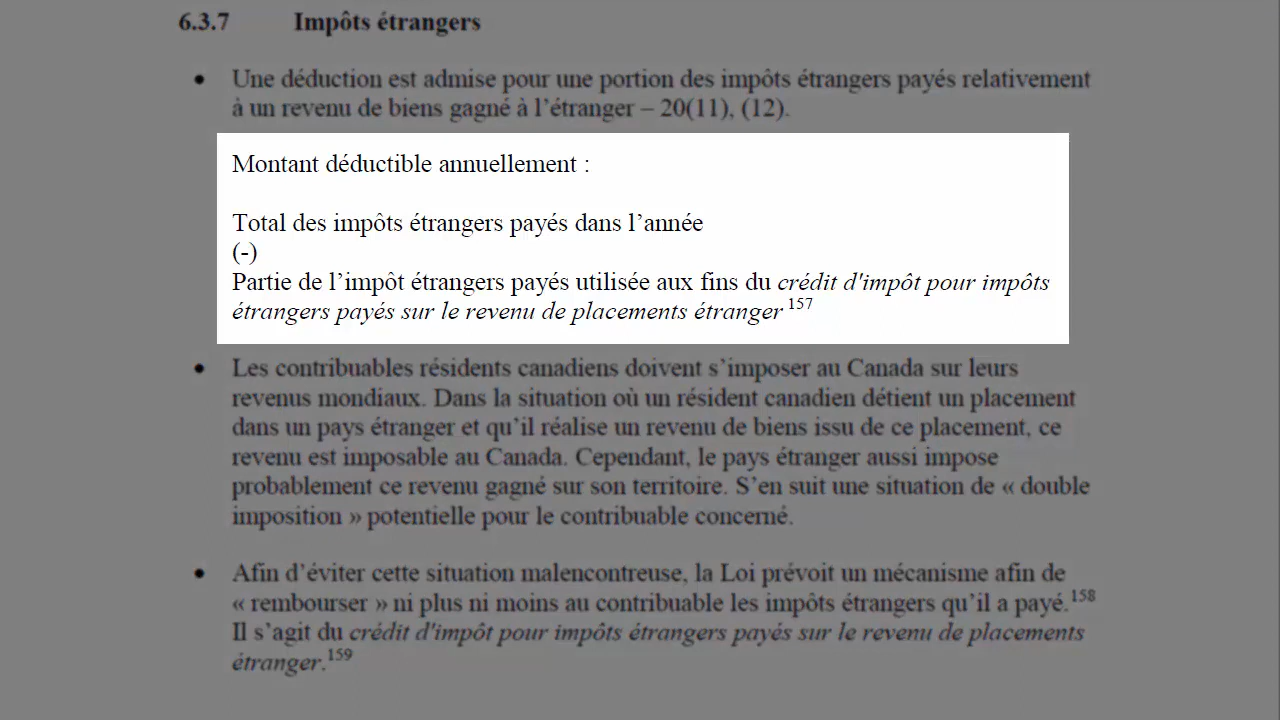 6.3.7 Impôts étrangers
• Une déduction est admise pour une portion des impôts étrangers payés relativement
à un revenu de biens gagné à l’étranger – 20(11), (12).
Montant déductible annuellement :
Total des impôts étrangers payés dans l’année
(-)
Partie de l’impôt étrangers payés utilisée aux fins du crédit d'impôt pour impôts
étrangers payés sur le revenu de placements étranger 157
• Les contribuables résidents canadiens doivent s’imposer au Canada sur leurs
revenus mondiaux. Dans la situation où un résident canadien détient un placement
dans un pays étranger et qu’il réalise un revenu de biens issu de ce placement, ce
revenu est imposable au Canada. Cependant, le pays étranger aussi impose
probablement ce revenu gagné sur son territoire. S’en suit une situation de « double
imposition » potentielle pour le contribuable concerné.
• Afin d’éviter cette situation malencontreuse, la Loi prévoit un mécanisme afin de
« rembourser » ni plus ni moins au contribuable les impôts étrangers qu’il a payé.158
Il s’agit du crédit d'impôt pour impôts étrangers payés sur le revenu de placements
étranger.159